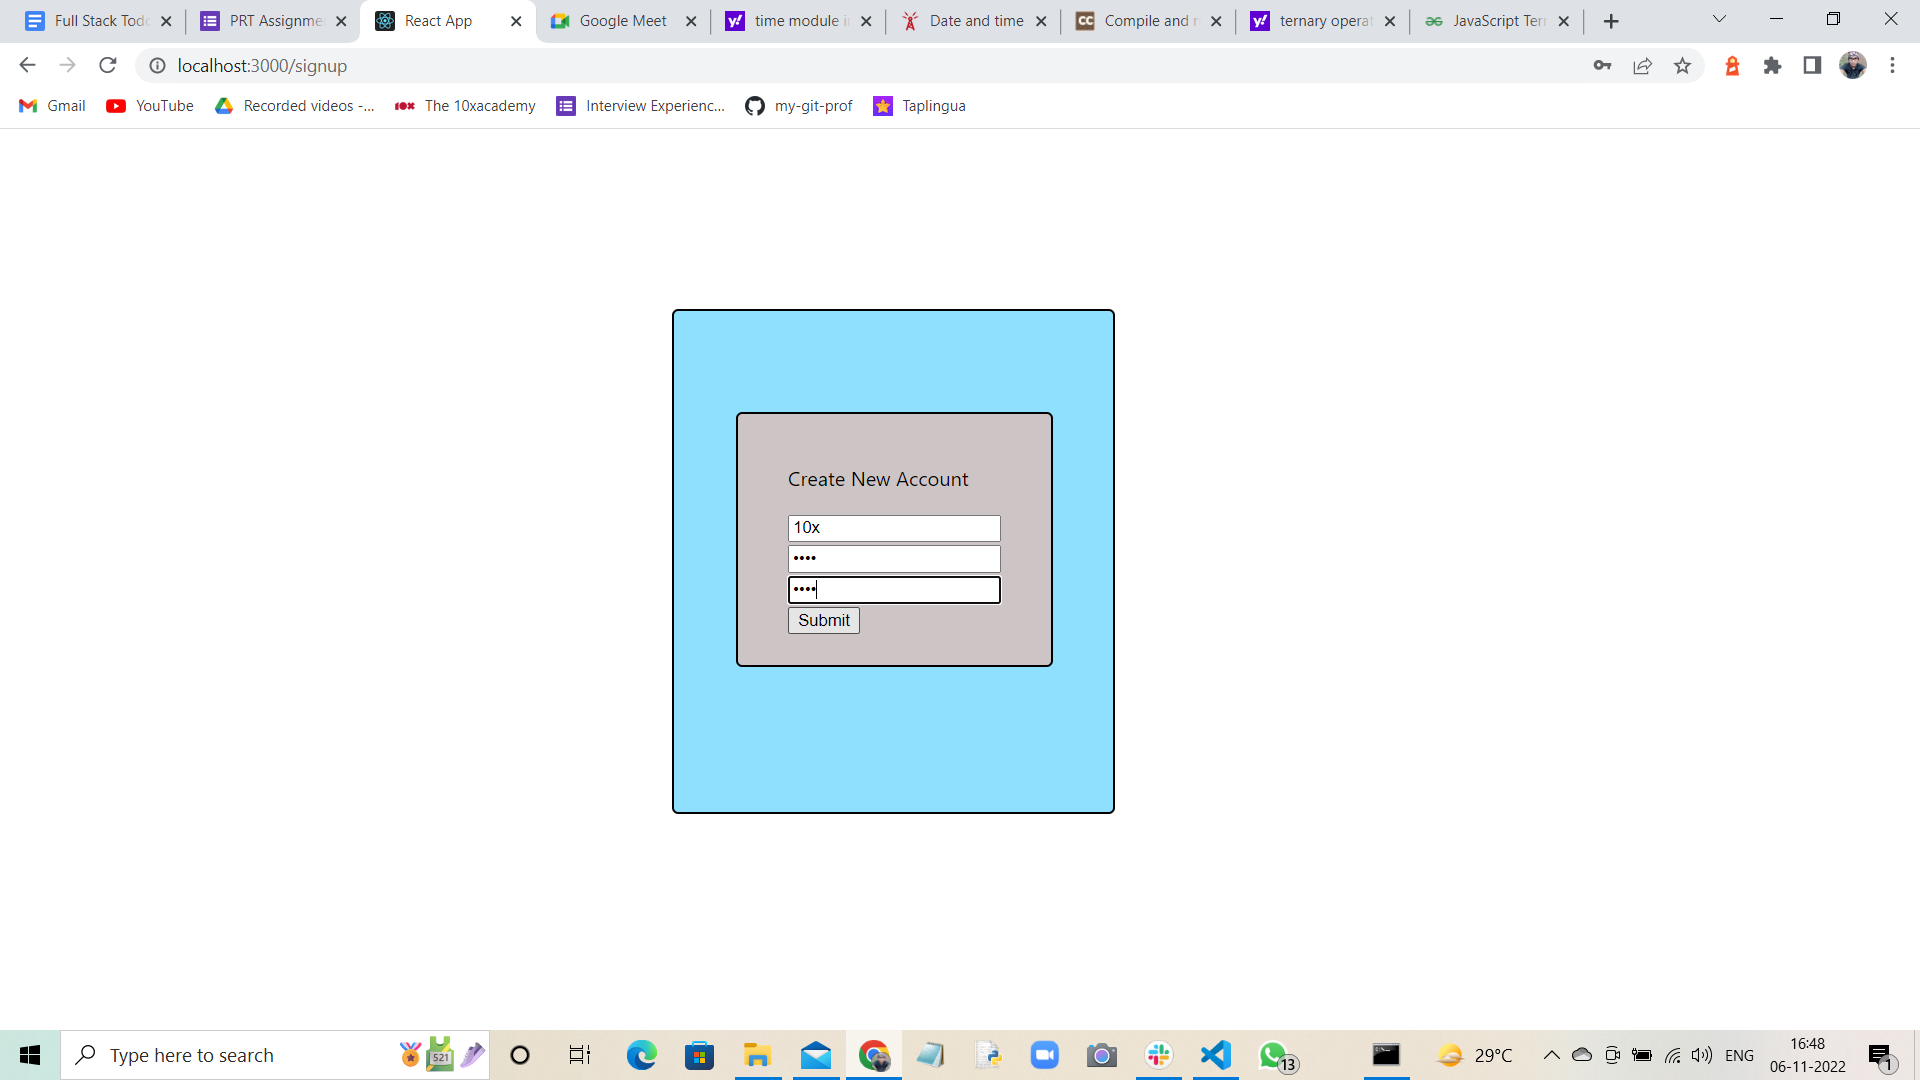 Full Stack Todo
PRT Assignme
React App
Google Meet
time module i
Date and time
Compile and r
ternary operat
JavaScript Ter
localhost:3000/signup
Gmail
YouTube
Recorded videos -...
The 10xacademy
Interview Experienc...
my-git-prof
Taplingua
Create New Account
10x
••••
••••
Submit
Type here to search
521
13
29°C
ENG
16:48
06-11-2022
1